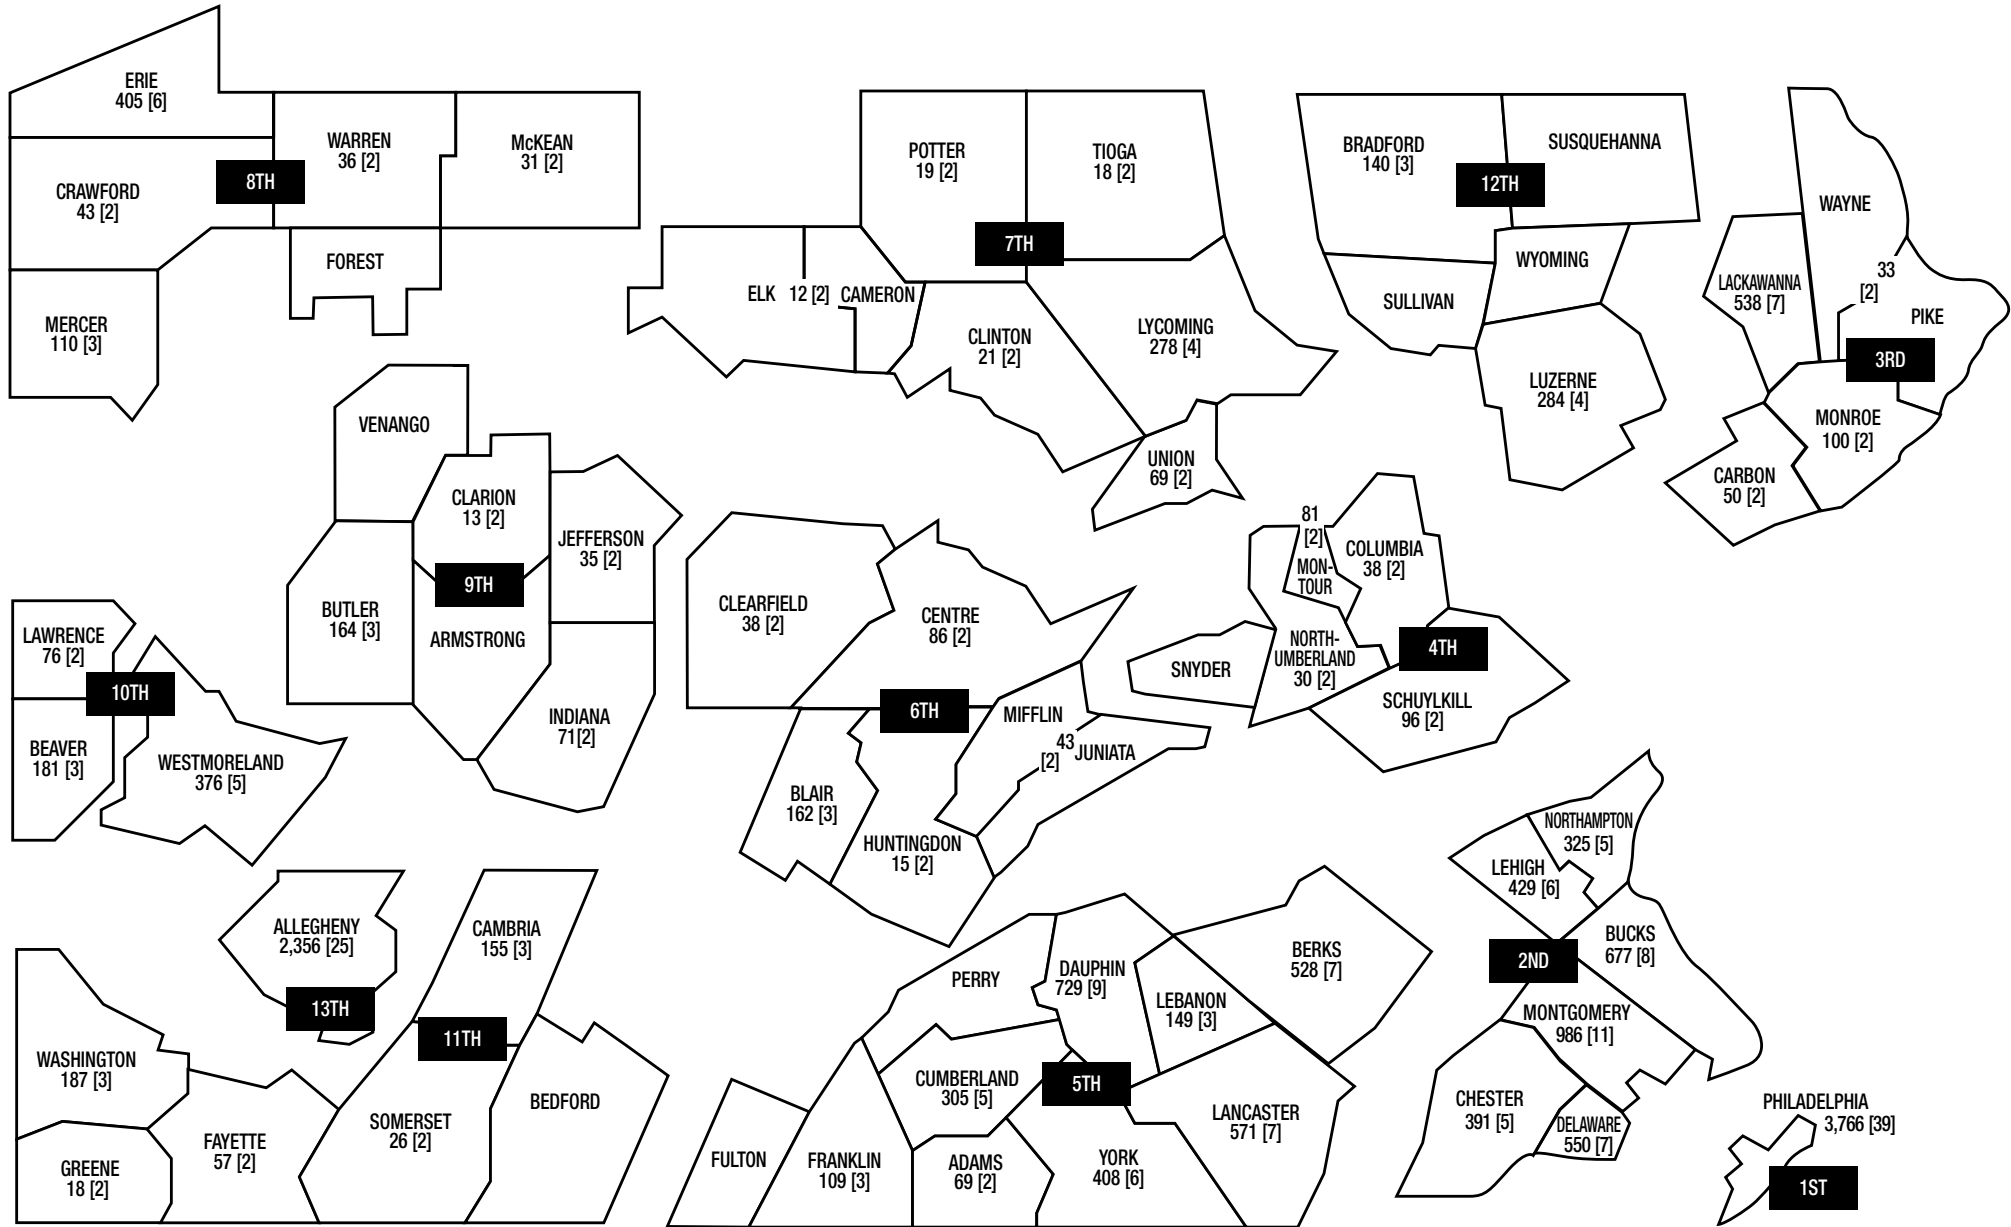 ERIE
405 [6]
WARREN
36 [2]
McKEAN
31 [2]
8TH
CRAWFORD
43 [2]
FOREST
MERCER
110 [3]
POTTER
19 [2]
TIOGA
18 [2]
7TH
ELK 12 [2] CAMERON
CLINTON
21 [2]
LYCOMING
278 [4]
UNION
69 [2]
BRADFORD
140 [3]
SUSQUEHANNA
12TH
WYOMING
SULLIVAN
LUZERNE
284 [4]
WAYNE
33
[2]
LACKAWANNA
538 [7]
PIKE
3RD
MONROE
100 [2]
CARBON
50 [2]
VENANGO
CLARION
13 [2]
JEFFERSON
35 [2]
9TH
BUTLER
164 [3]
ARMSTRONG
INDIANA
71[2]
LAWRENCE
76 [2]
10TH
BEAVER
181 [3]
WESTMORELAND
376 [5]
CLEARFIELD
38 [2]
CENTRE
86 [2]
6TH
MIFFLIN
43
[2]
JUNIATA
BLAIR
162 [3]
HUNTINGDON
15 [2]
81
[2]
MON-
TOUR
COLUMBIA
38 [2]
NORTH-
UMBERLAND
30 [2]
4TH
SNYDER
SCHUYLKILL
96 [2]
NORTHAMPTON
325 [5]
LEHIGH
429 [6]
BUCKS
677 [8]
2ND
MONTGOMERY
986 [11]
CHESTER
391 [5]
DELAWARE
550 [7]
PHILADELPHIA
3,766 [39]
1ST
ALLEGHENY
2,356 [25]
13TH
CAMBRIA
155 [3]
11TH
WASHINGTON
187 [3]
GREENE
18 [2]
FAYETTE
57 [2]
SOMERSET
26 [2]
BEDFORD
PERRY
DAUPHIN
729 [9]
LEBANON
149 [3]
BERKS
528 [7]
CUMBERLAND
305 [5]
5TH
LANCASTER
571 [7]
FULTON
FRANKLIN
109 [3]
ADAMS
69 [2]
YORK
408 [6]